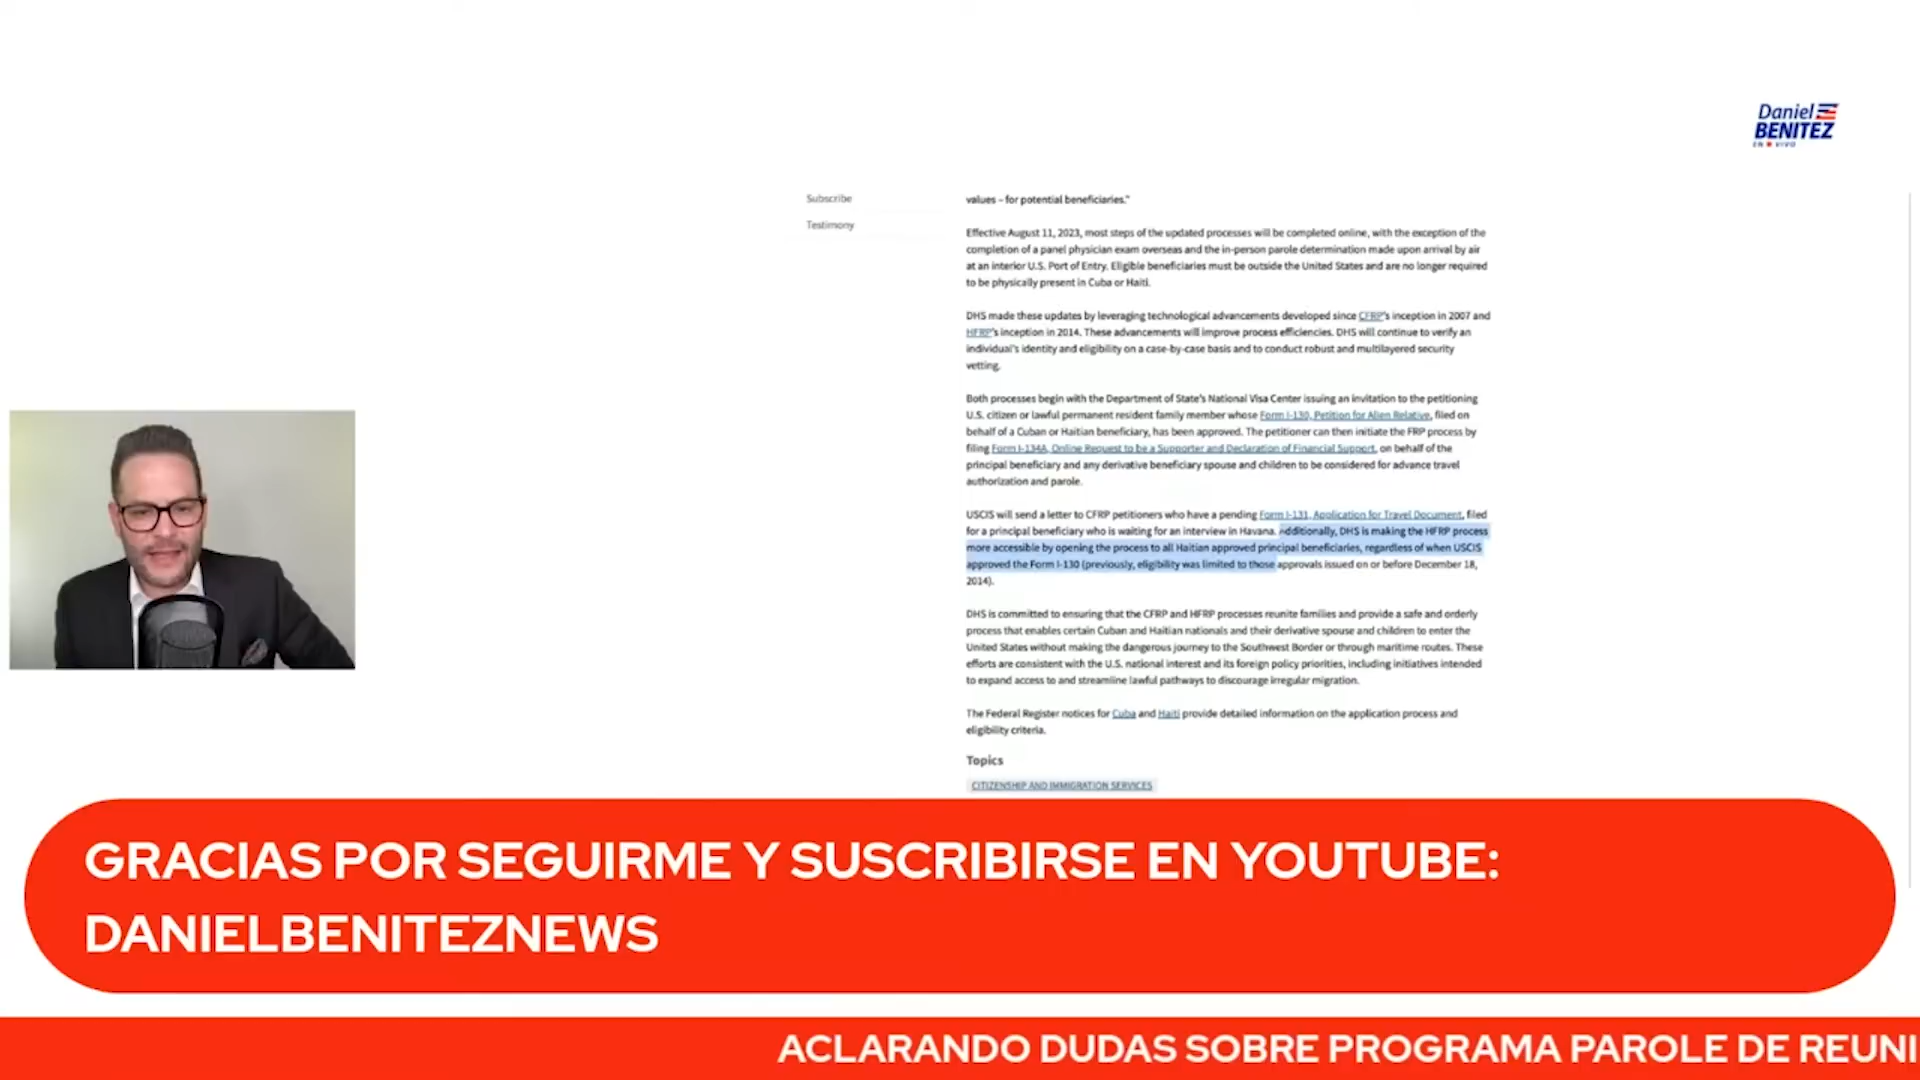 Daniel
BENITEZ
EN VIVO
Subscribe
Testimony
values – for potential beneficiaries."
Effective August 11, 2023, most steps of the updated processes will be completed online, with the exception of the
completion of a panel physician exam overseas and the in-person parole determination made upon arrival by air
at an interior U.S. Port of Entry. Eligible beneficiaries must be outside the United States and are no longer required
to be physically present in Cuba or Haiti.
DHS made these updates by leveraging technological advancements developed since CFRP's inception in 2007 and
HFRP's inception in 2014. These advancements will improve process efficiencies. DHS will continue to verify an
individual's identity and eligibility on a case-by-case basis and to conduct robust and multilayered security
vetting.
Both processes begin with the Department of State's National Visa Center issuing an invitation to the petitioning
U.S. citizen or lawful permanent resident family member whose Form I-130, Petition for Alien Relative, filed on
behalf of a Cuban or Haitian beneficiary, has been approved. The petitioner can then initiate the FRP process by
filing Form I-134A, Online Request to be a Supporter and Declaration of Financial Support, on behalf of the
principal beneficiary and any derivative beneficiary spouse and children to be considered for advance travel
authorization and parole.
USCIS will send a letter to CFRP petitioners who have a pending Form I-131, Application for Travel Document, filed
for a principal beneficiary who is waiting for an interview in Havana. Additionally, DHS is making the HFRP process
more accessible by opening the process to all Haitian approved principal beneficiaries, regardless of when USCIS
approved the Form I-130 (previously, eligibility was limited to those approvals issued on or before December 18,
2014).
DHS is committed to ensuring that the CFRP and HFRP processes reunite families and provide a safe and orderly
process that enables certain Cuban and Haitian nationals and their derivative spouse and children to enter the
United States without making the dangerous journey to the Southwest Border or through maritime routes. These
efforts are consistent with the U.S. national interest and its foreign policy priorities, including initiatives intended
to expand access to and streamline lawful pathways to discourage irregular migration.
The Federal Register notices for Cuba and Haiti provide detailed information on the application process and
eligibility criteria.
Topics
CITIZENSHIP AND IMMIGRATION SERVICES
GRACIAS POR SEGUIRME Y SUSCRIBIRSE EN YOUTUBE:
DANIELBENITEZNEWS
ACLARANDO DUDAS SOBRE PROGRAMA PAROLE DE REUNI